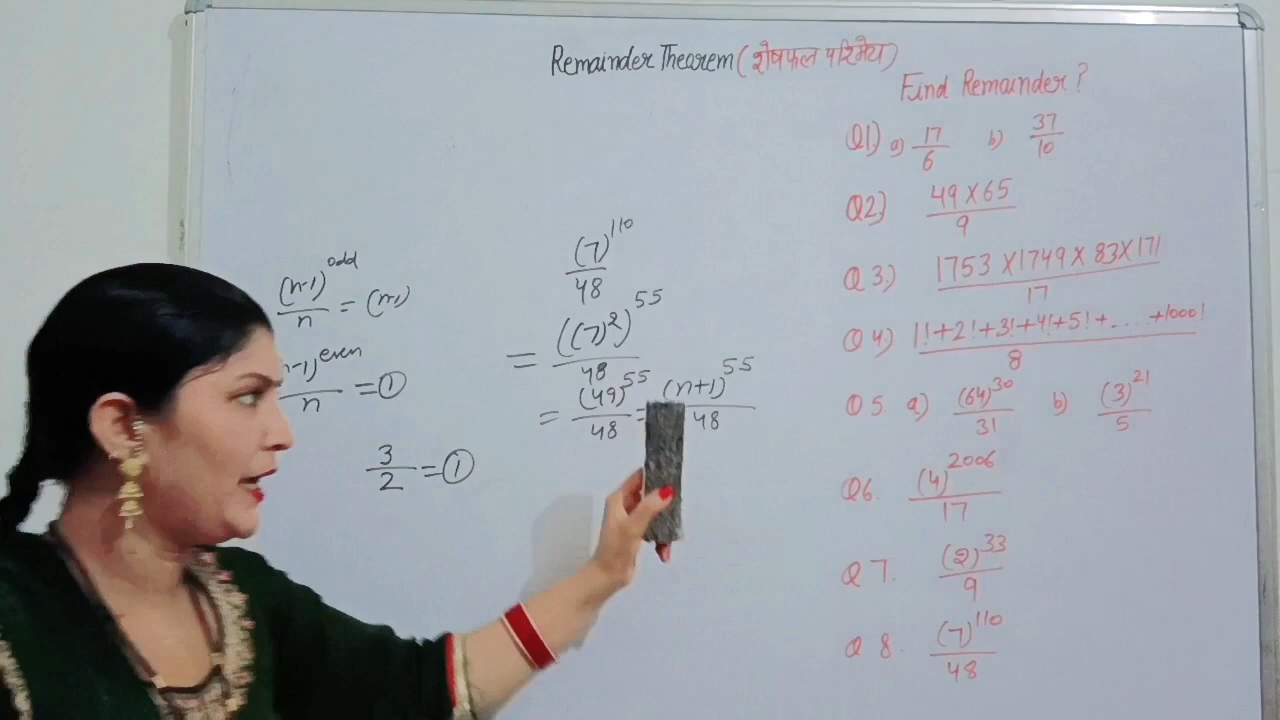 Remainder Thearem (शेषफल परिमेय)
Find Remainder ?
Q1) a) 17/6 b) 37/10
Q2) 49 X 65 / 9
Q 3.) 1753 X 1749 X 83 X 171 / 17
Q 4) 1! + 2! + 3! + 4! + 5! + .... + 1000! / 8
Q 5. a) (64)^30 / 31 b) (3)^21 / 5
Q6. (4)^2006 / 17
Q 7. (2)^33 / 9
Q 8. (7)^110 / 48
(n-1)^odd / n = (n-1)
n-1)^even / n = ①
3/2 = ①
(7)^110 / 48
= ((7)^2)^55 / 48
= (49)^55 / 48 = (n+1)^55 / 48